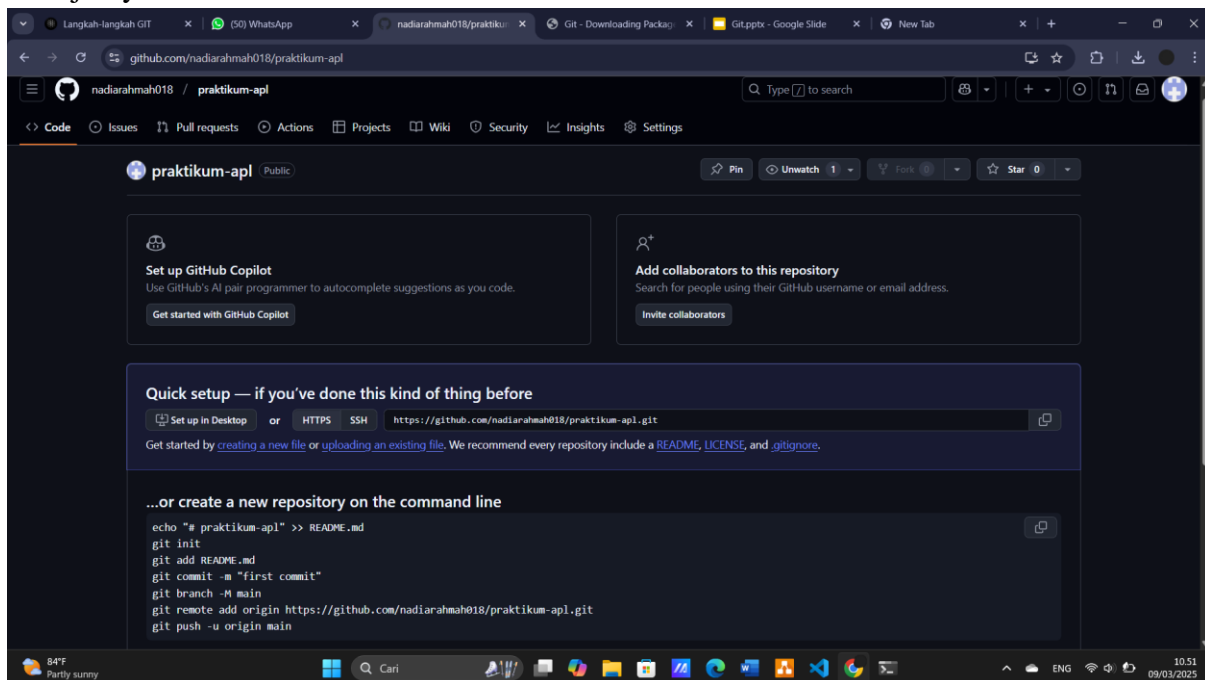 Langkah-langkah GIT
(50) WhatsApp
nadiarahmah018/praktikum
Git - Downloading Package
Git.pptx - Google Slide
New Tab
github.com/nadiarahmah018/praktikum-apl
nadiarahmah018 / praktikum-apl
Type / to search
Code Issues Pull requests Actions Projects Wiki Security Insights Settings
praktikum-apl Public
Pin Unwatch 1 Fork 0 Star 0
Set up GitHub Copilot
Use GitHub's AI pair programmer to autocomplete suggestions as you code.
Get started with GitHub Copilot
Add collaborators to this repository
Search for people using their GitHub username or email address.
Invite collaborators
Quick setup — if you've done this kind of thing before
Set up in Desktop or HTTPS SSH https://github.com/nadiarahmah018/praktikum-apl.git
Get started by creating a new file or uploading an existing file. We recommend every repository include a README, LICENSE, and .gitignore.
...or create a new repository on the command line
echo "# praktikum-apl" >> README.md
git init
git add README.md
git commit -m "first commit"
git branch -M main
git remote add origin https://github.com/nadiarahmah018/praktikum-apl.git
git push -u origin main
84°F
Partly sunny
Cari
ENG
10.51
09/03/2025